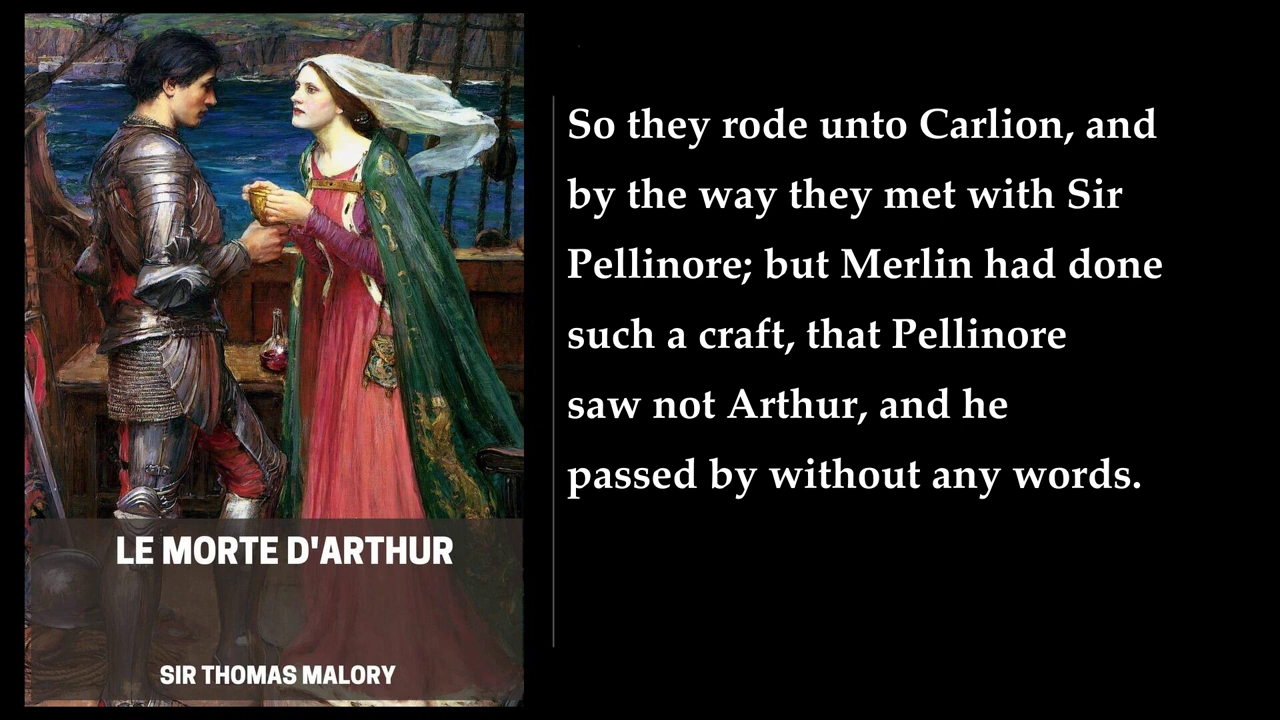 LE MORTE D'ARTHUR
SIR THOMAS MALORY
So they rode unto Carlion, and
by the way they met with Sir
Pellinore; but Merlin had done
such a craft, that Pellinore
saw not Arthur, and he
passed by without any words.